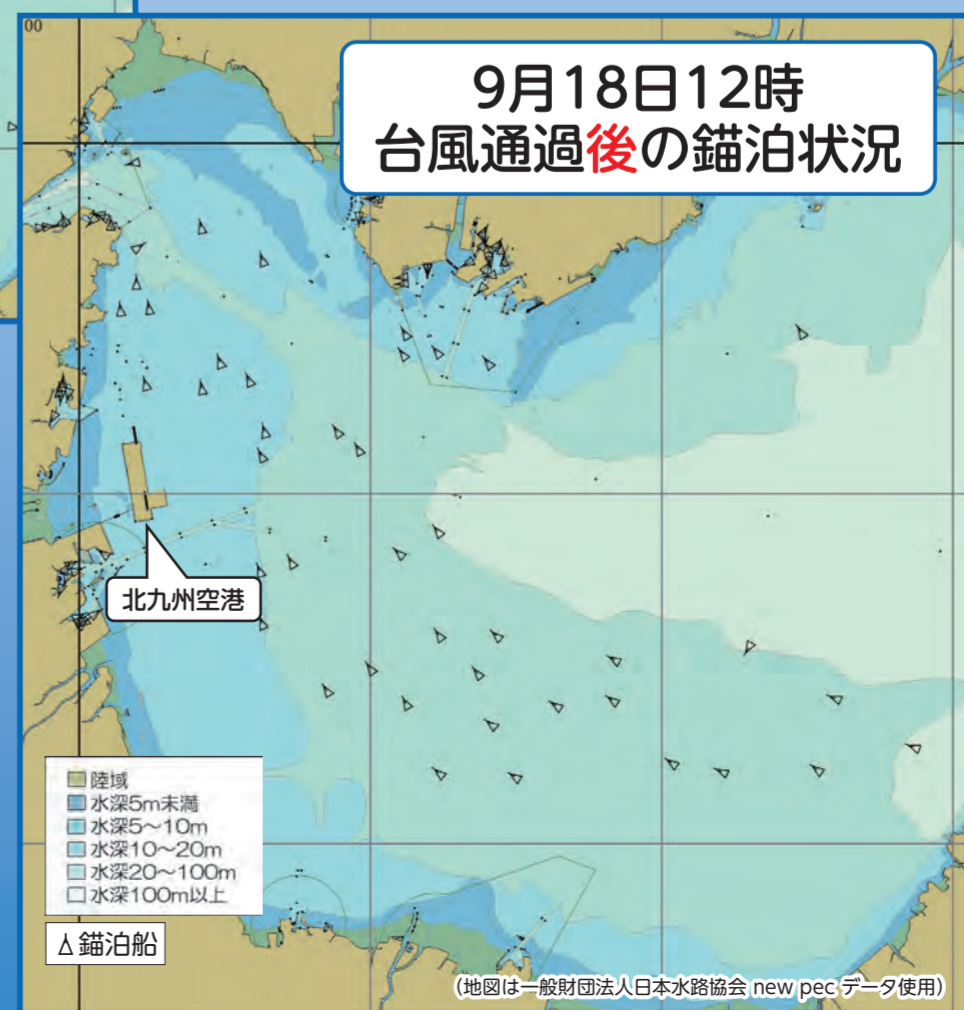 00
9月18日12時
台風通過後の錨泊状況
北九州空港
陸域
水深5m未満
水深5～10m
水深10～20m
水深20～100m
水深100m以上
錨泊船
(地図は一般財団法人日本水路協会 new pec データ使用)